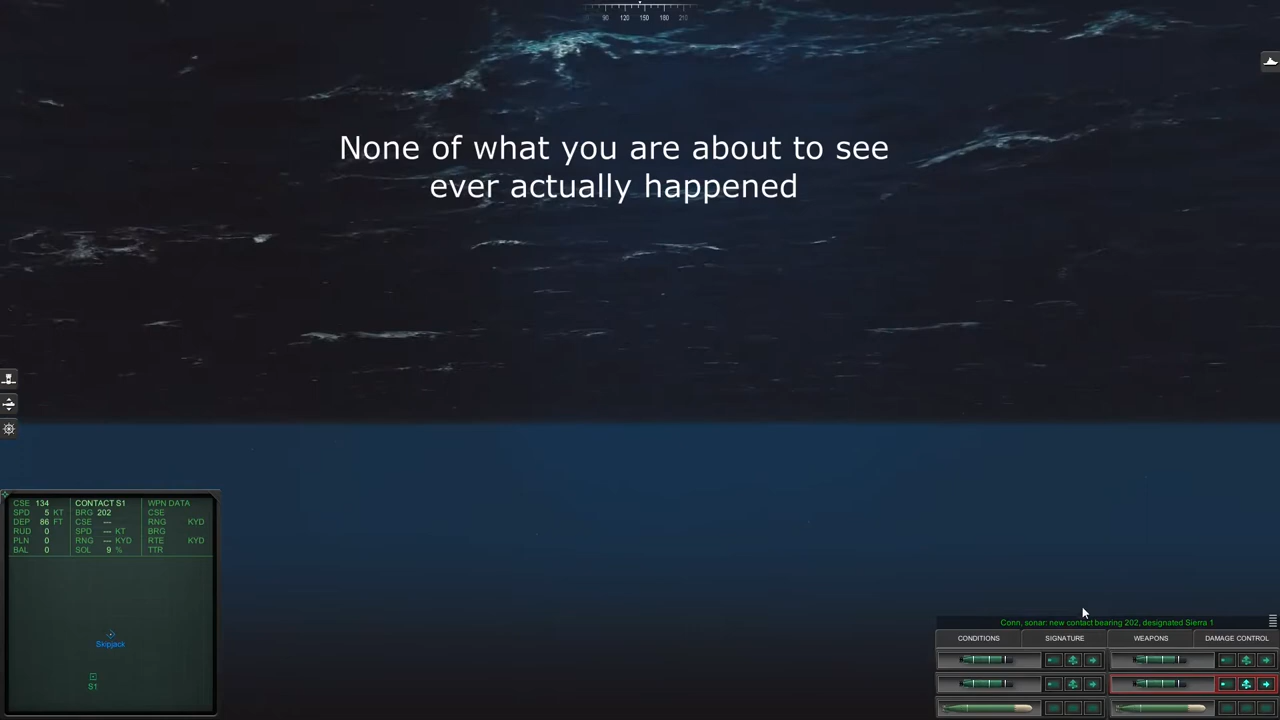 90 120 150 180 210
None of what you are about to see
ever actually happened
CSE 134 CONTACT S1 WPN DATA
SPD 5 KT BRG 202 CSE
DEP 86 FT CSE --- RNG KYD
RUD 0 SPD --- KT BRG
PLN 0 RNG --- KYD RTE KYD
BAL 0 SOL 9 % TTR
Skipjack
S1
Conn, sonar: new contact bearing 202, designated Sierra 1
CONDITIONS SIGNATURE WEAPONS DAMAGE CONTROL